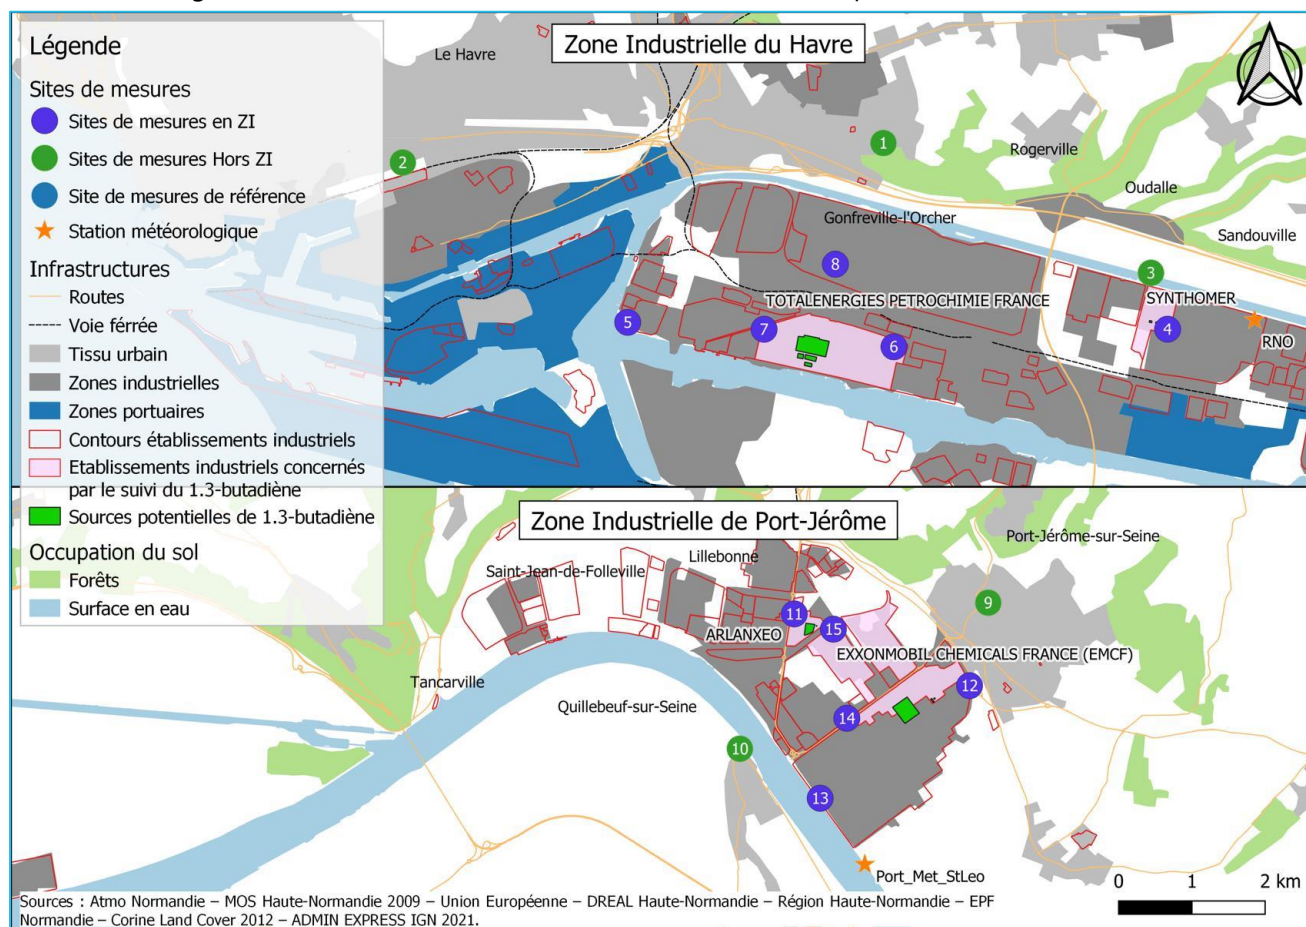 Légende
Sites de mesures
Sites de mesures en ZI
Sites de mesures Hors ZI
Site de mesures de référence
Station météorologique
Infrastructures
Routes
Voie ferrée
Tissu urbain
Zones industrielles
Zones portuaires
Contours établissements industriels
Etablissements industriels concernés
par le suivi du 1.3-butadiène
Sources potentielles de 1.3-butadiène
Occupation du sol
Forêts
Surface en eau
Zone Industrielle du Havre
Le Havre
2
1
Rogerville
Oudalle
Gonfreville-l'Orcher
Sandouville
8
3
TOTALENERGIES PETROCHIMIE FRANCE
SYNTHOMER
5
7
6
4
RNO
Zone Industrielle de Port-Jérôme
Port-Jérôme-sur-Seine
Lillebonne
Saint-Jean-de-Folleville
9
11
15
ARLANXEO
EXXONMOBIL CHEMICALS FRANCE (EMCF)
Tancarville
12
Quillebeuf-sur-Seine
14
10
13
Port_Met_StLeo
0 1 2 km
Sources : Atmo Normandie – MOS Haute-Normandie 2009 – Union Européenne – DREAL Haute-Normandie – Région Haute-Normandie – EPF
Normandie – Corine Land Cover 2012 – ADMIN EXPRESS IGN 2021.